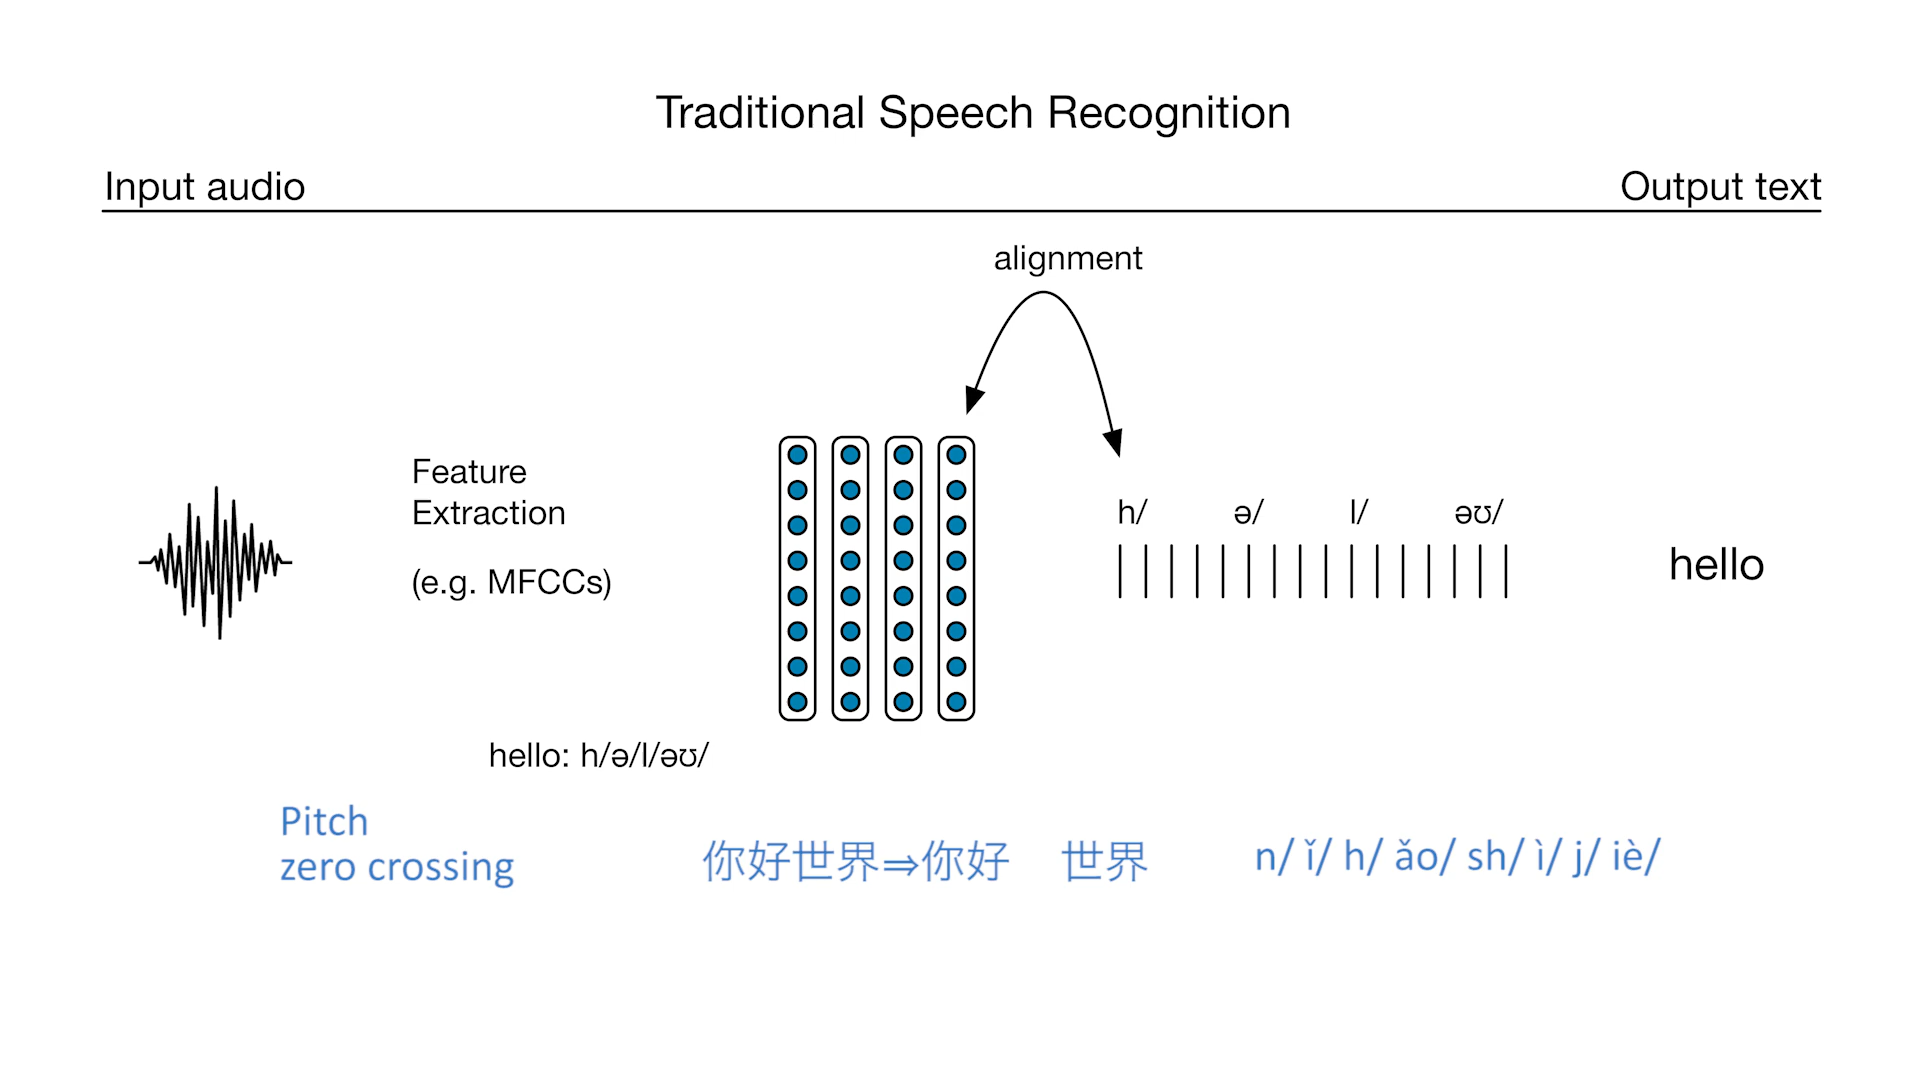 Traditional Speech Recognition
Input audio
Output text
alignment
Feature
Extraction
(e.g. MFCCs)
h/ ə/ l/ əʊ/
hello
hello: h/ə/l/əʊ/
Pitch
zero crossing
你好世界⇒你好 世界
n/ ǐ/ h/ ǎo/ sh/ ì/ j/ iè/